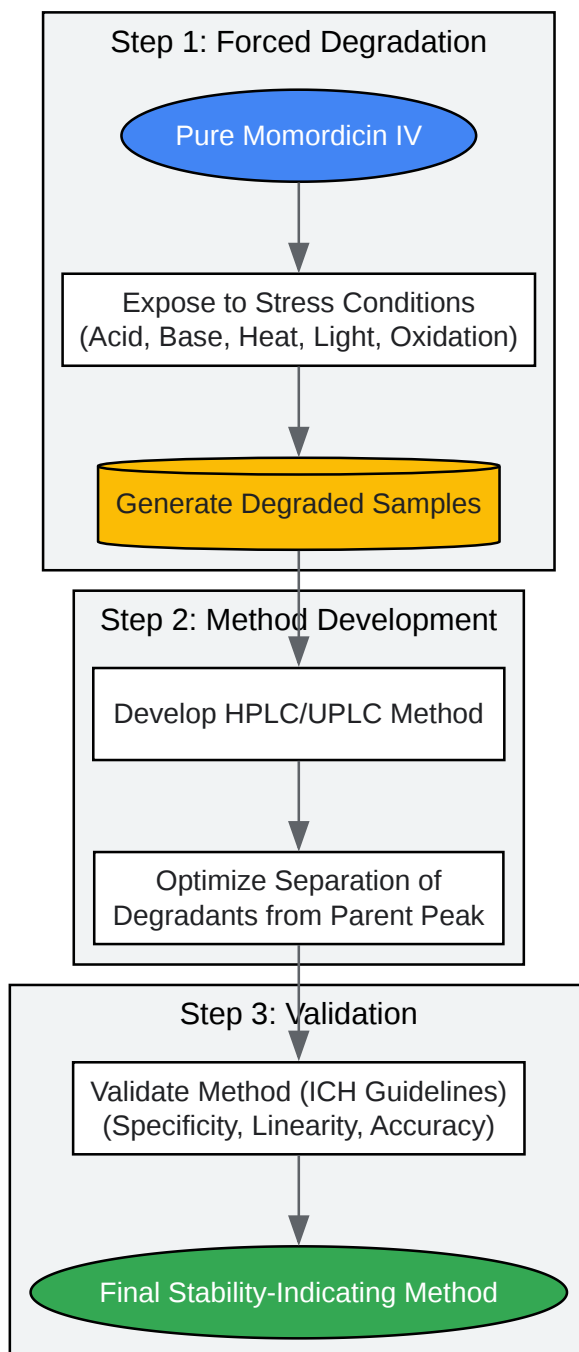 Step 1: Forced Degradation
Pure Momordicin IV
Expose to Stress Conditions
(Acid, Base, Heat, Light, Oxidation)
Generate Degraded Samples
Step 2: Method Development
Develop HPLC/UPLC Method
Optimize Separation of
Degradants from Parent Peak
Step 3: Validation
Validate Method (ICH Guidelines)
(Specificity, Linearity, Accuracy)
Final Stability-Indicating Method